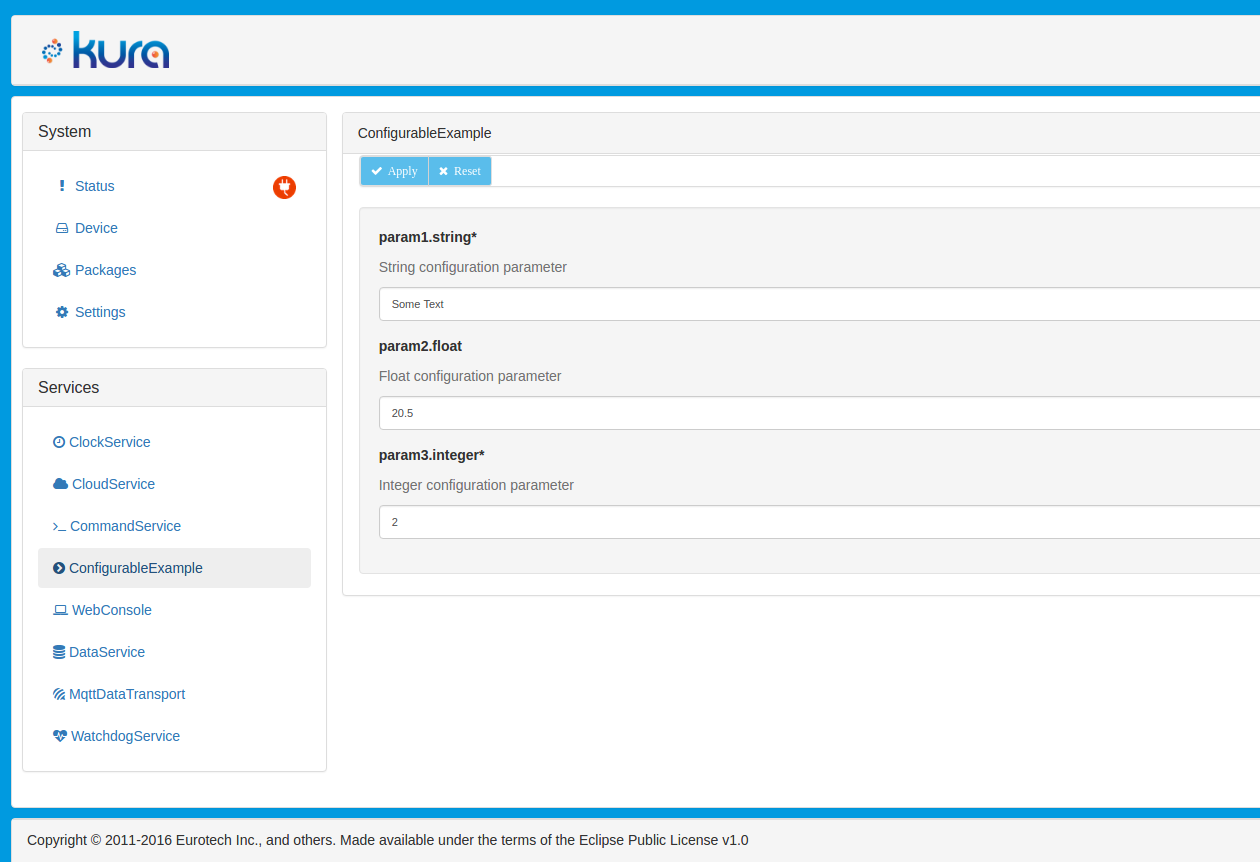 kura
System
Status
Device
Packages
Settings
Services
ClockService
CloudService
CommandService
ConfigurableExample
WebConsole
DataService
MqttDataTransport
WatchdogService
ConfigurableExample
Apply Reset
param1.string*
String configuration parameter
Some Text
param2.float
Float configuration parameter
20.5
param3.integer*
Integer configuration parameter
2
Copyright © 2011-2016 Eurotech Inc., and others. Made available under the terms of the Eclipse Public License v1.0